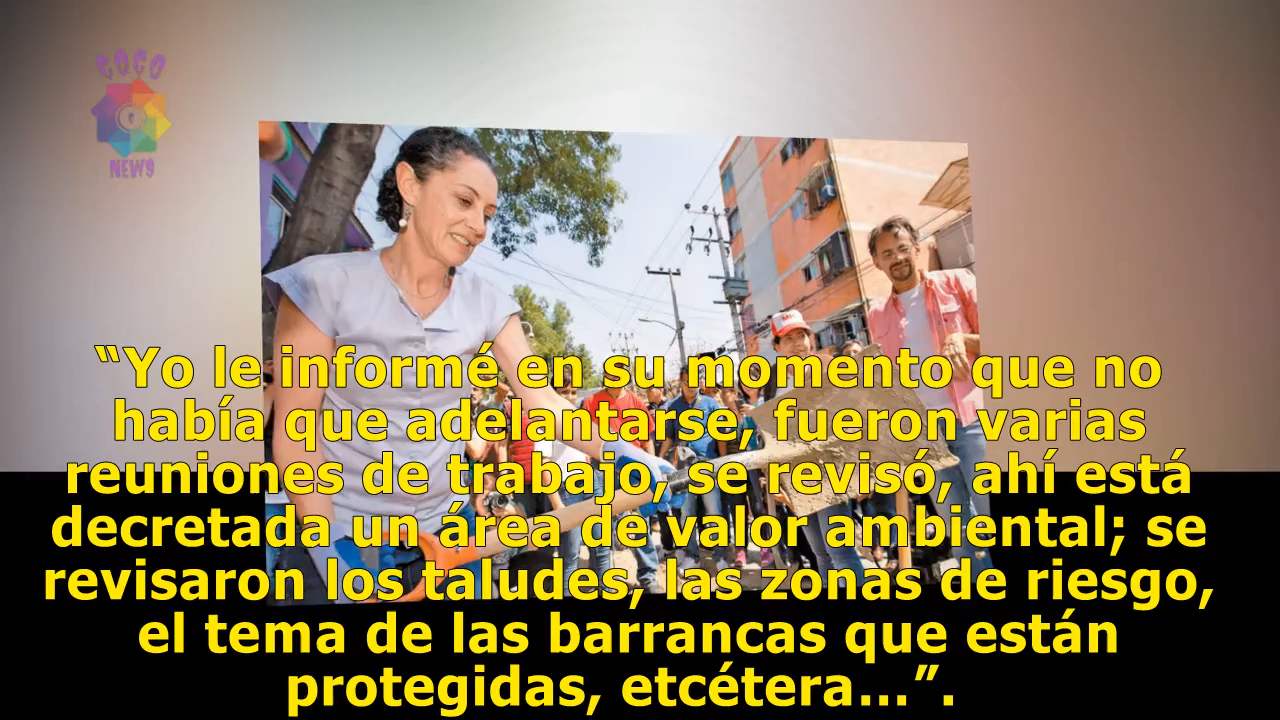 COCO
NEWS
“Yo le informé en su momento que no
había que adelantarse, fueron varias
reuniones de trabajo, se revisó, ahí está
decretada un área de valor ambiental; se
revisaron los taludes, las zonas de riesgo,
el tema de las barrancas que están
protegidas, etcétera...”.